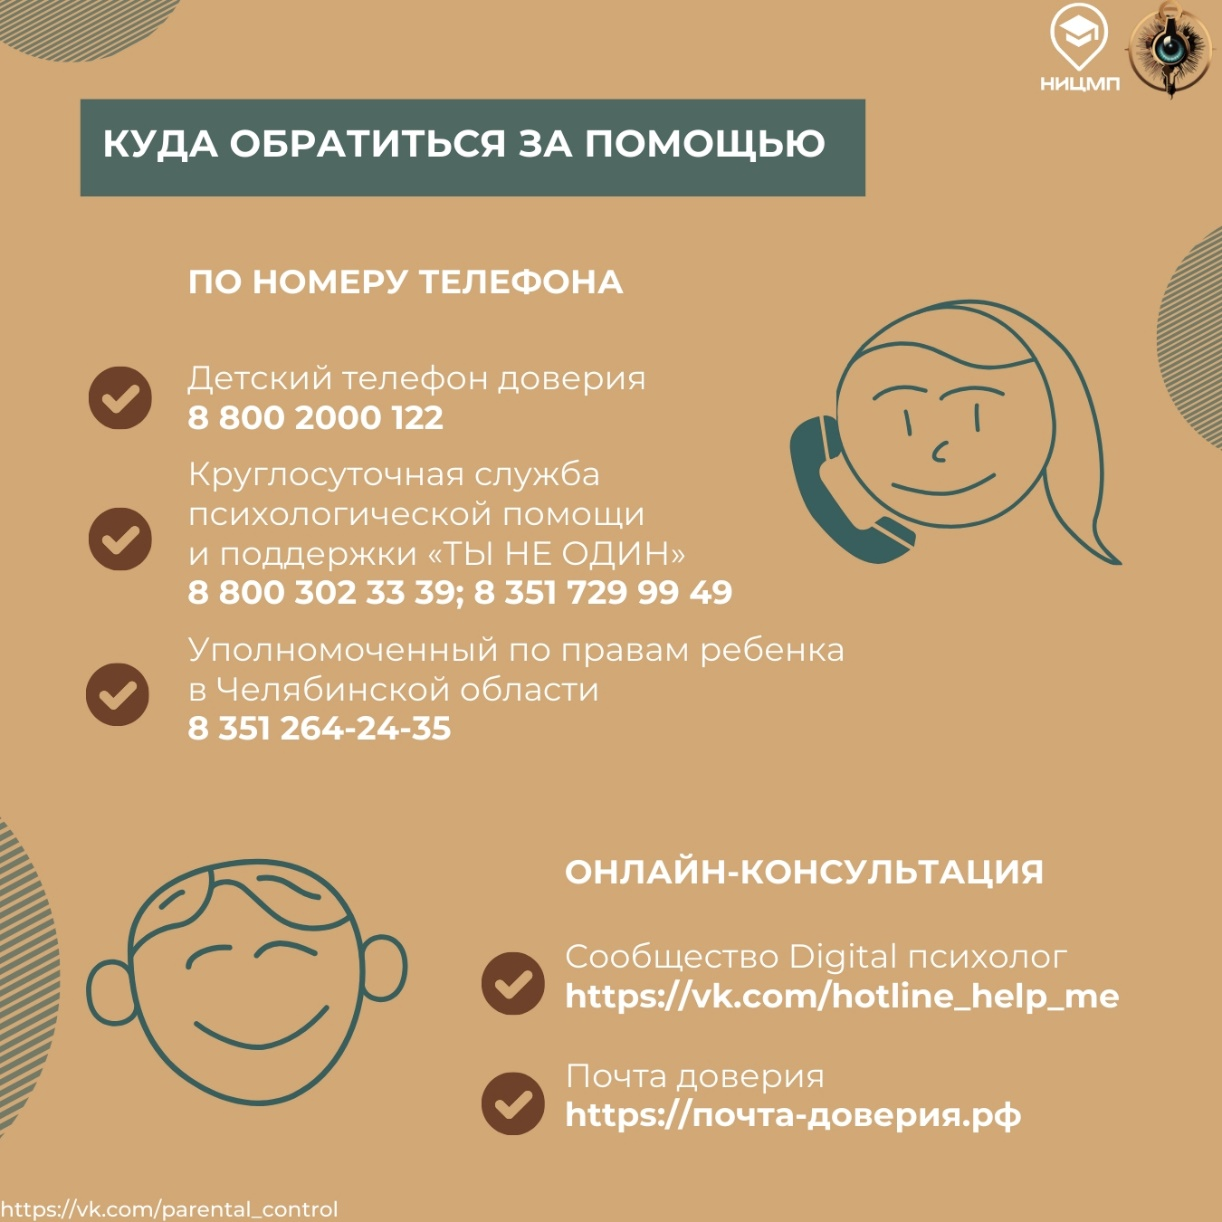 НИЦМП
КУДА ОБРАТИТЬСЯ ЗА ПОМОЩЬЮ
ПО НОМЕРУ ТЕЛЕФОНА
Детский телефон доверия
8 800 2000 122
Круглосуточная служба
психологической помощи
и поддержки «ТЫ НЕ ОДИН»
8 800 302 33 39; 8 351 729 99 49
Уполномоченный по правам ребенка
в Челябинской области
8 351 264-24-35
ОНЛАЙН-КОНСУЛЬТАЦИЯ
Сообщество Digital психолог
https://vk.com/hotline_help_me
Почта доверия
https://почта-доверия.рф
https://vk.com/parental_control